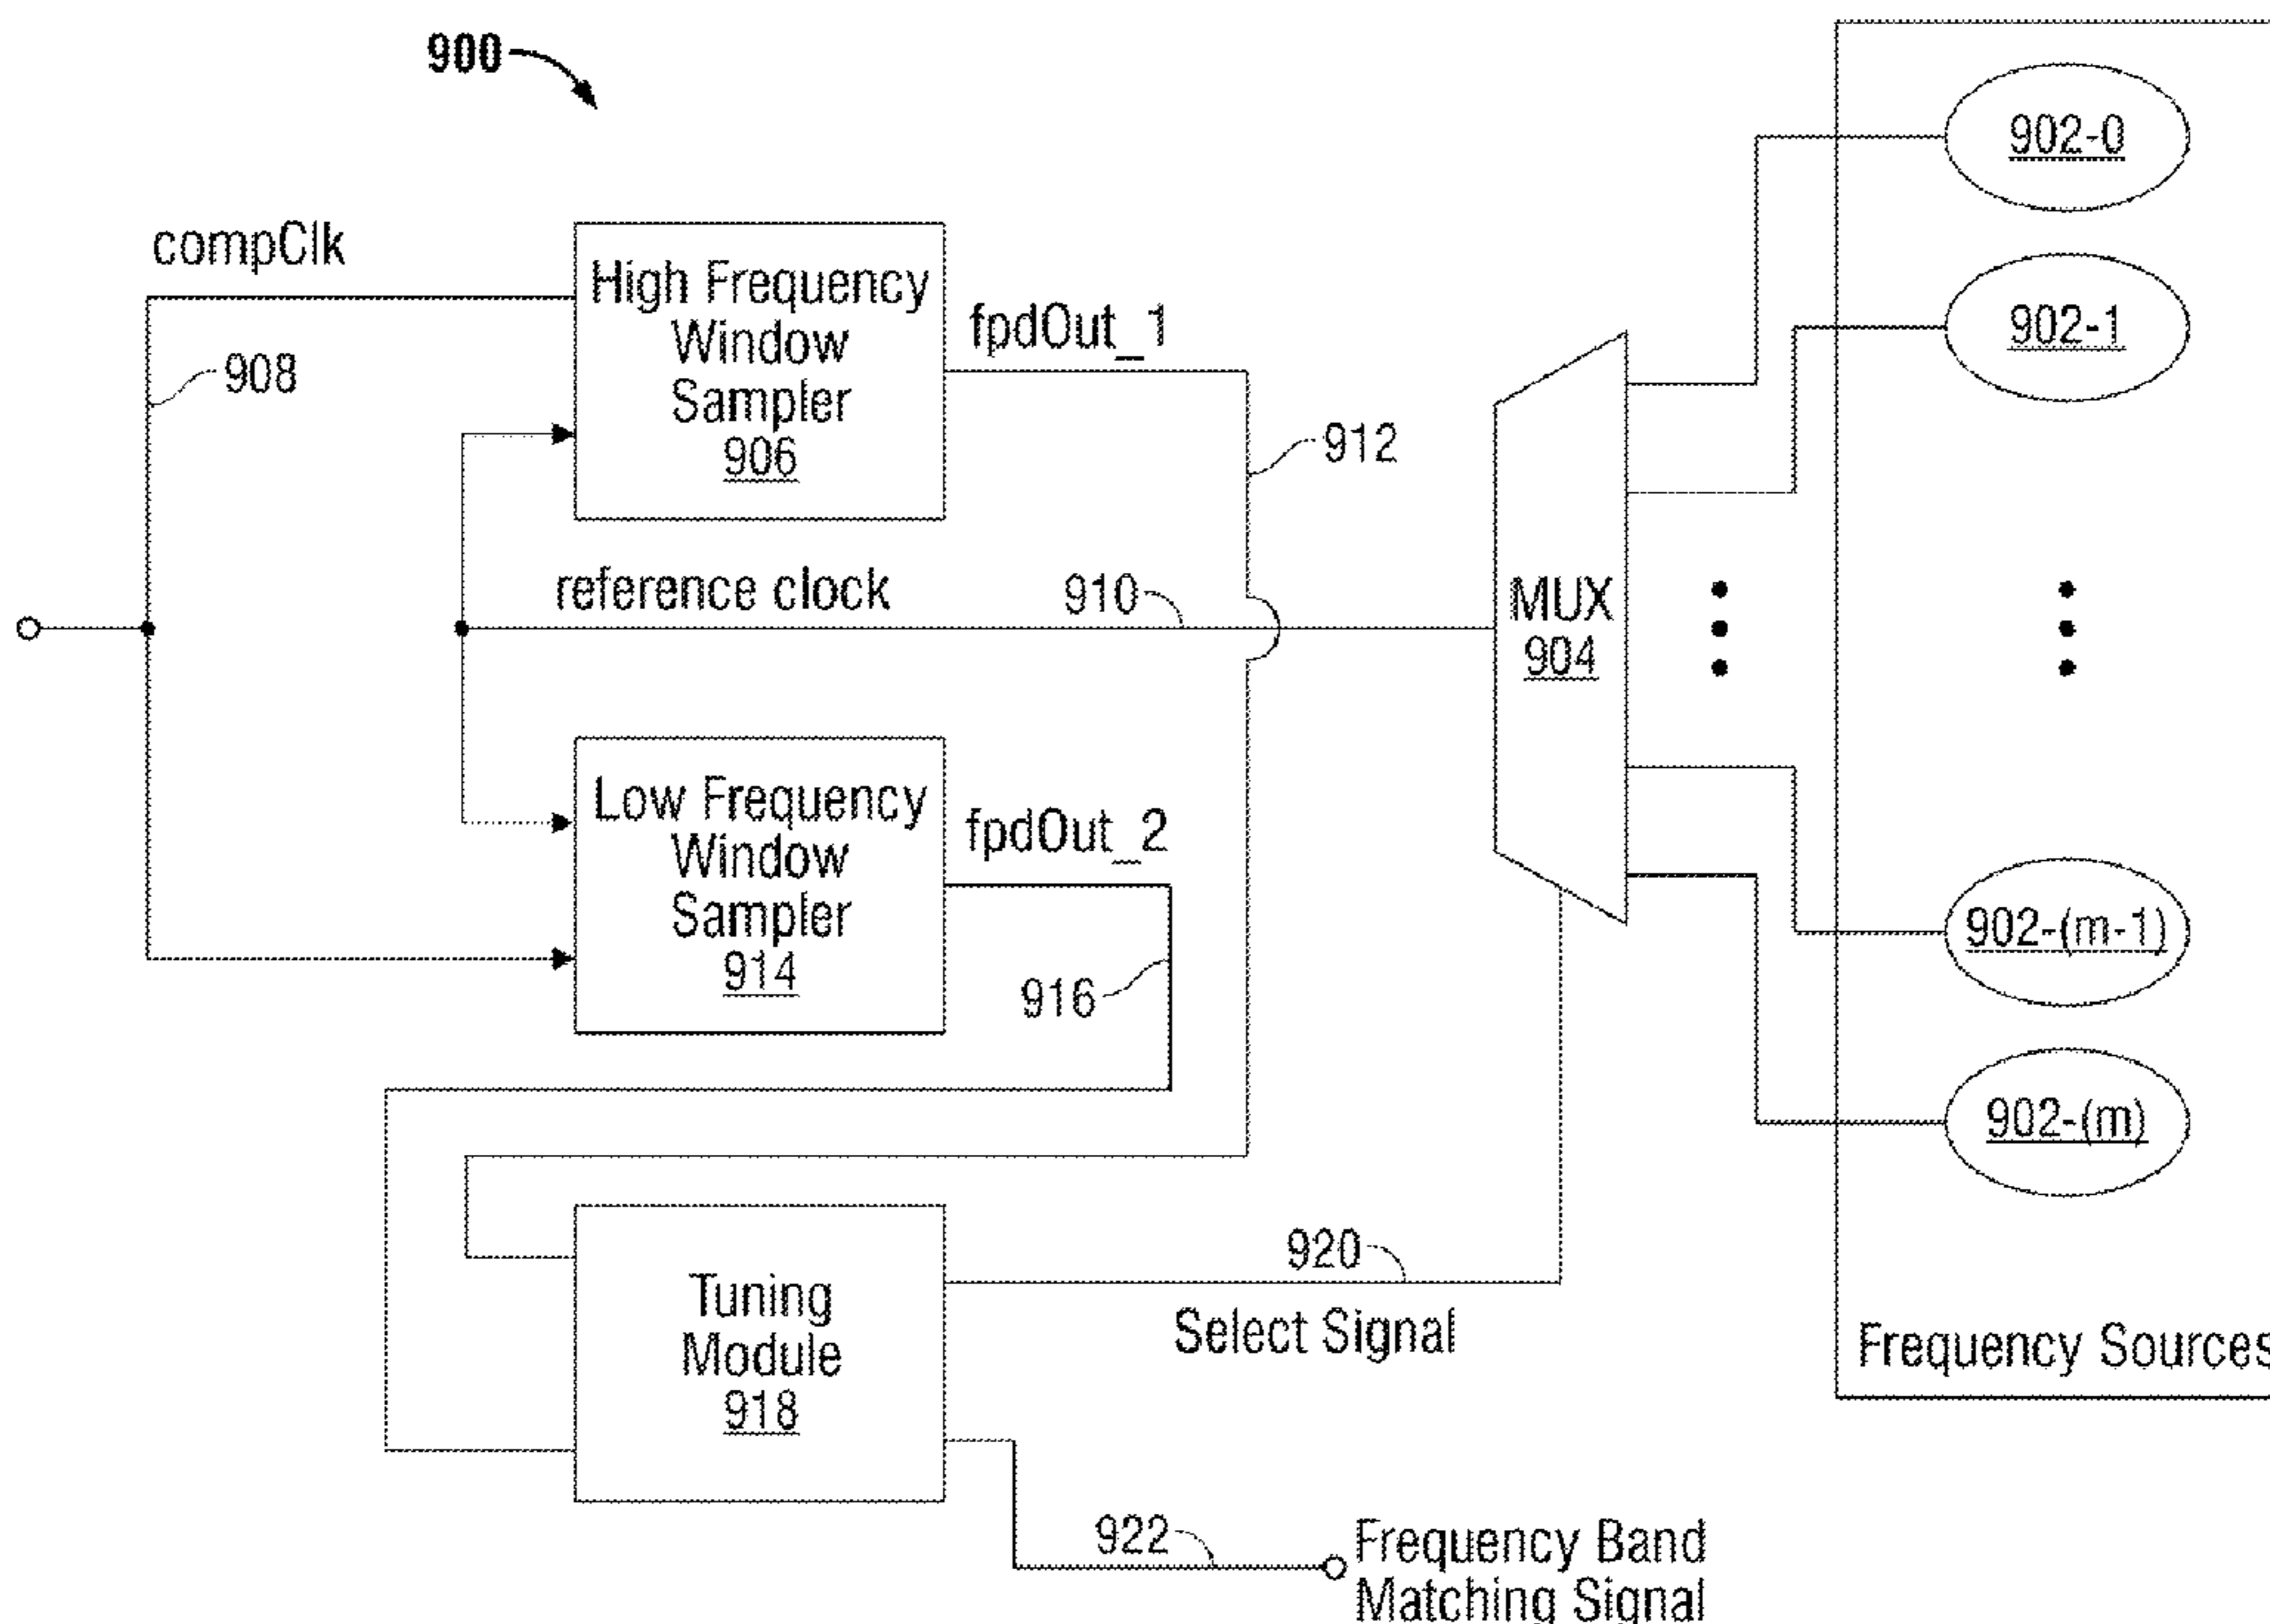 900
902-0
compClk
High Frequency
Window
Sampler
906
fpdOut_1
902-1
908
912
reference clock
910
MUX
904
Low Frequency
Window
Sampler
914
fpdOut_2
916
902-(m-1)
902-(m)
Tuning
Module
918
920
Select Signal
Frequency Sources
922
Frequency Band
Matching Signal